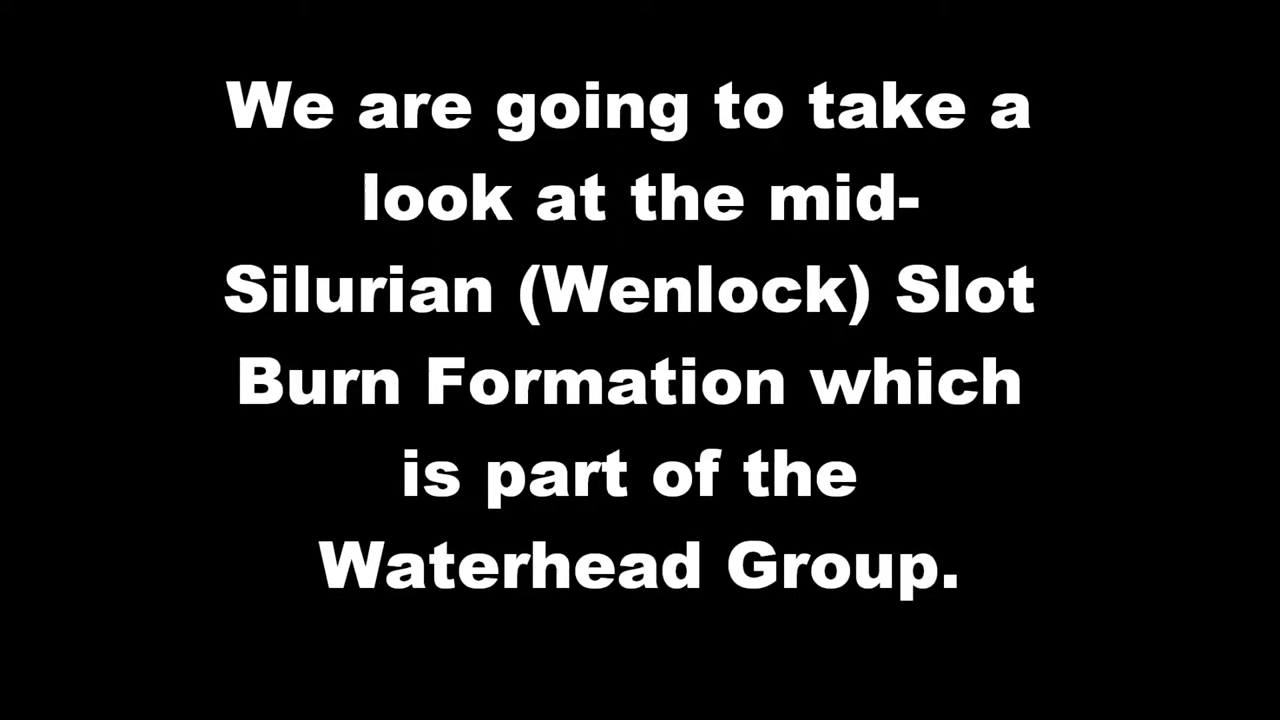 We are going to take a
look at the mid-
Silurian (Wenlock) Slot
Burn Formation which
is part of the
Waterhead Group.